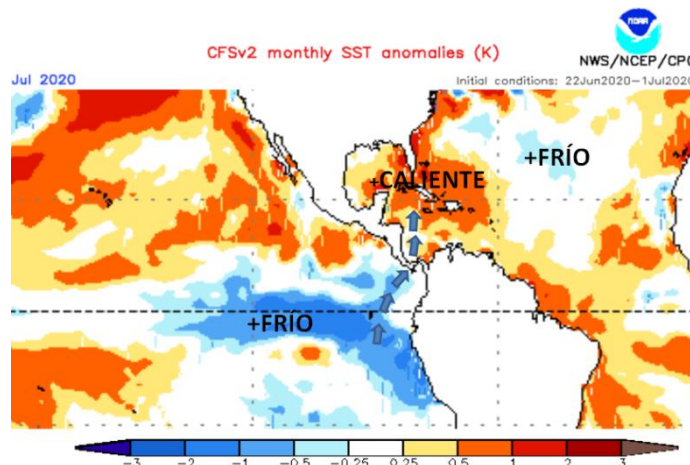 NOAA
CFSv2 monthly SST anomalies (K)
NWS/NCEP/CPC
Jul 2020
Initial conditions: 22Jun2020–1Jul2020
+FRÍO
+CALIENTE
+FRÍO
-3 -2 -1 -0.5 -0.25 0.25 0.5 1 2 3